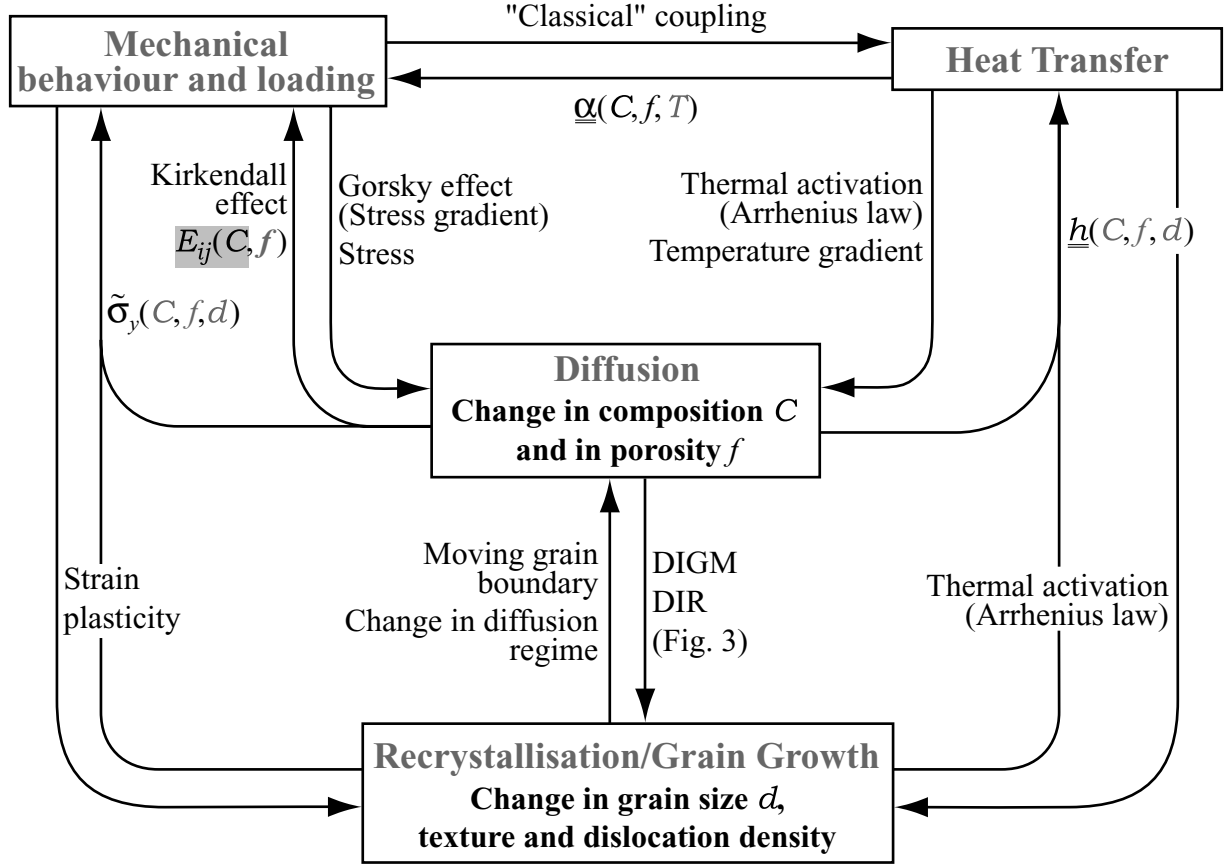 "Classical" coupling
Mechanical
behaviour and loading
Heat Transfer
α(C, f, T)
Kirkendall
effect
E_ij(C, f)
Gorsky effect
(Stress gradient)
Stress
Thermal activation
(Arrhenius law)
Temperature gradient
h(C, f, d)
σ̃_y(C, f, d)
Diffusion
Change in composition C
and in porosity f
Strain
plasticity
Moving grain
boundary
Change in diffusion
regime
DIGM
DIR
(Fig. 3)
Thermal activation
(Arrhenius law)
Recrystallisation/Grain Growth
Change in grain size d,
texture and dislocation density